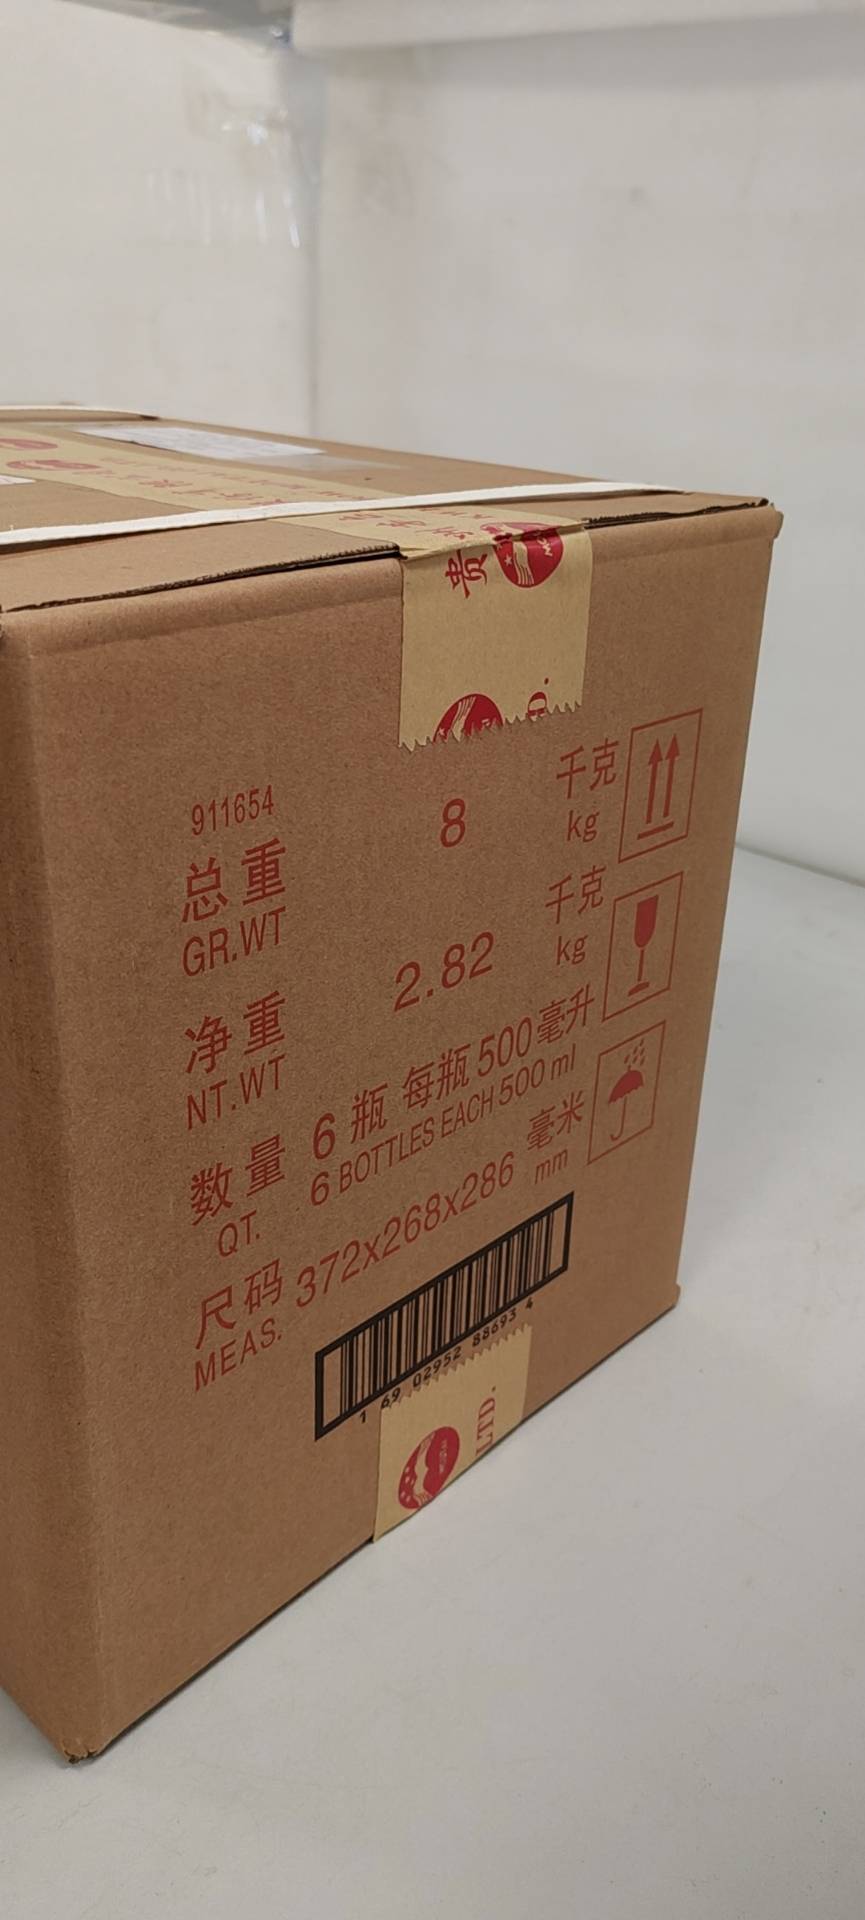 贵
D.
911654
总重 8 千克
GR.WT kg
净重 2.82 千克
NT.WT kg
数量 6瓶 每瓶500毫升
QT. 6 BOTTLES EACH 500 ml
尺码 372x268x286 毫米
MEAS. mm
1 69 02952 88693 4
LTD.